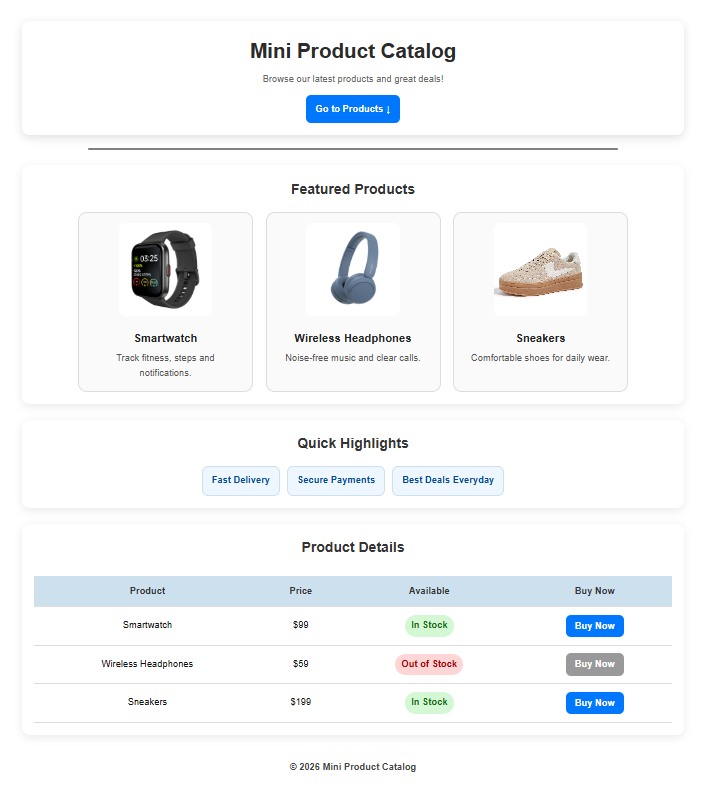 Mini Product Catalog
Browse our latest products and great deals!
Go to Products ↓
Featured Products
03:25
Smartwatch
Track fitness, steps and
notifications.
Wireless Headphones
Noise-free music and clear calls.
Sneakers
Comfortable shoes for daily wear.
Quick Highlights
Fast Delivery
Secure Payments
Best Deals Everyday
Product Details
Product Price Available Buy Now
Smartwatch $99 In Stock Buy Now
Wireless Headphones $59 Out of Stock Buy Now
Sneakers $199 In Stock Buy Now
© 2026 Mini Product Catalog